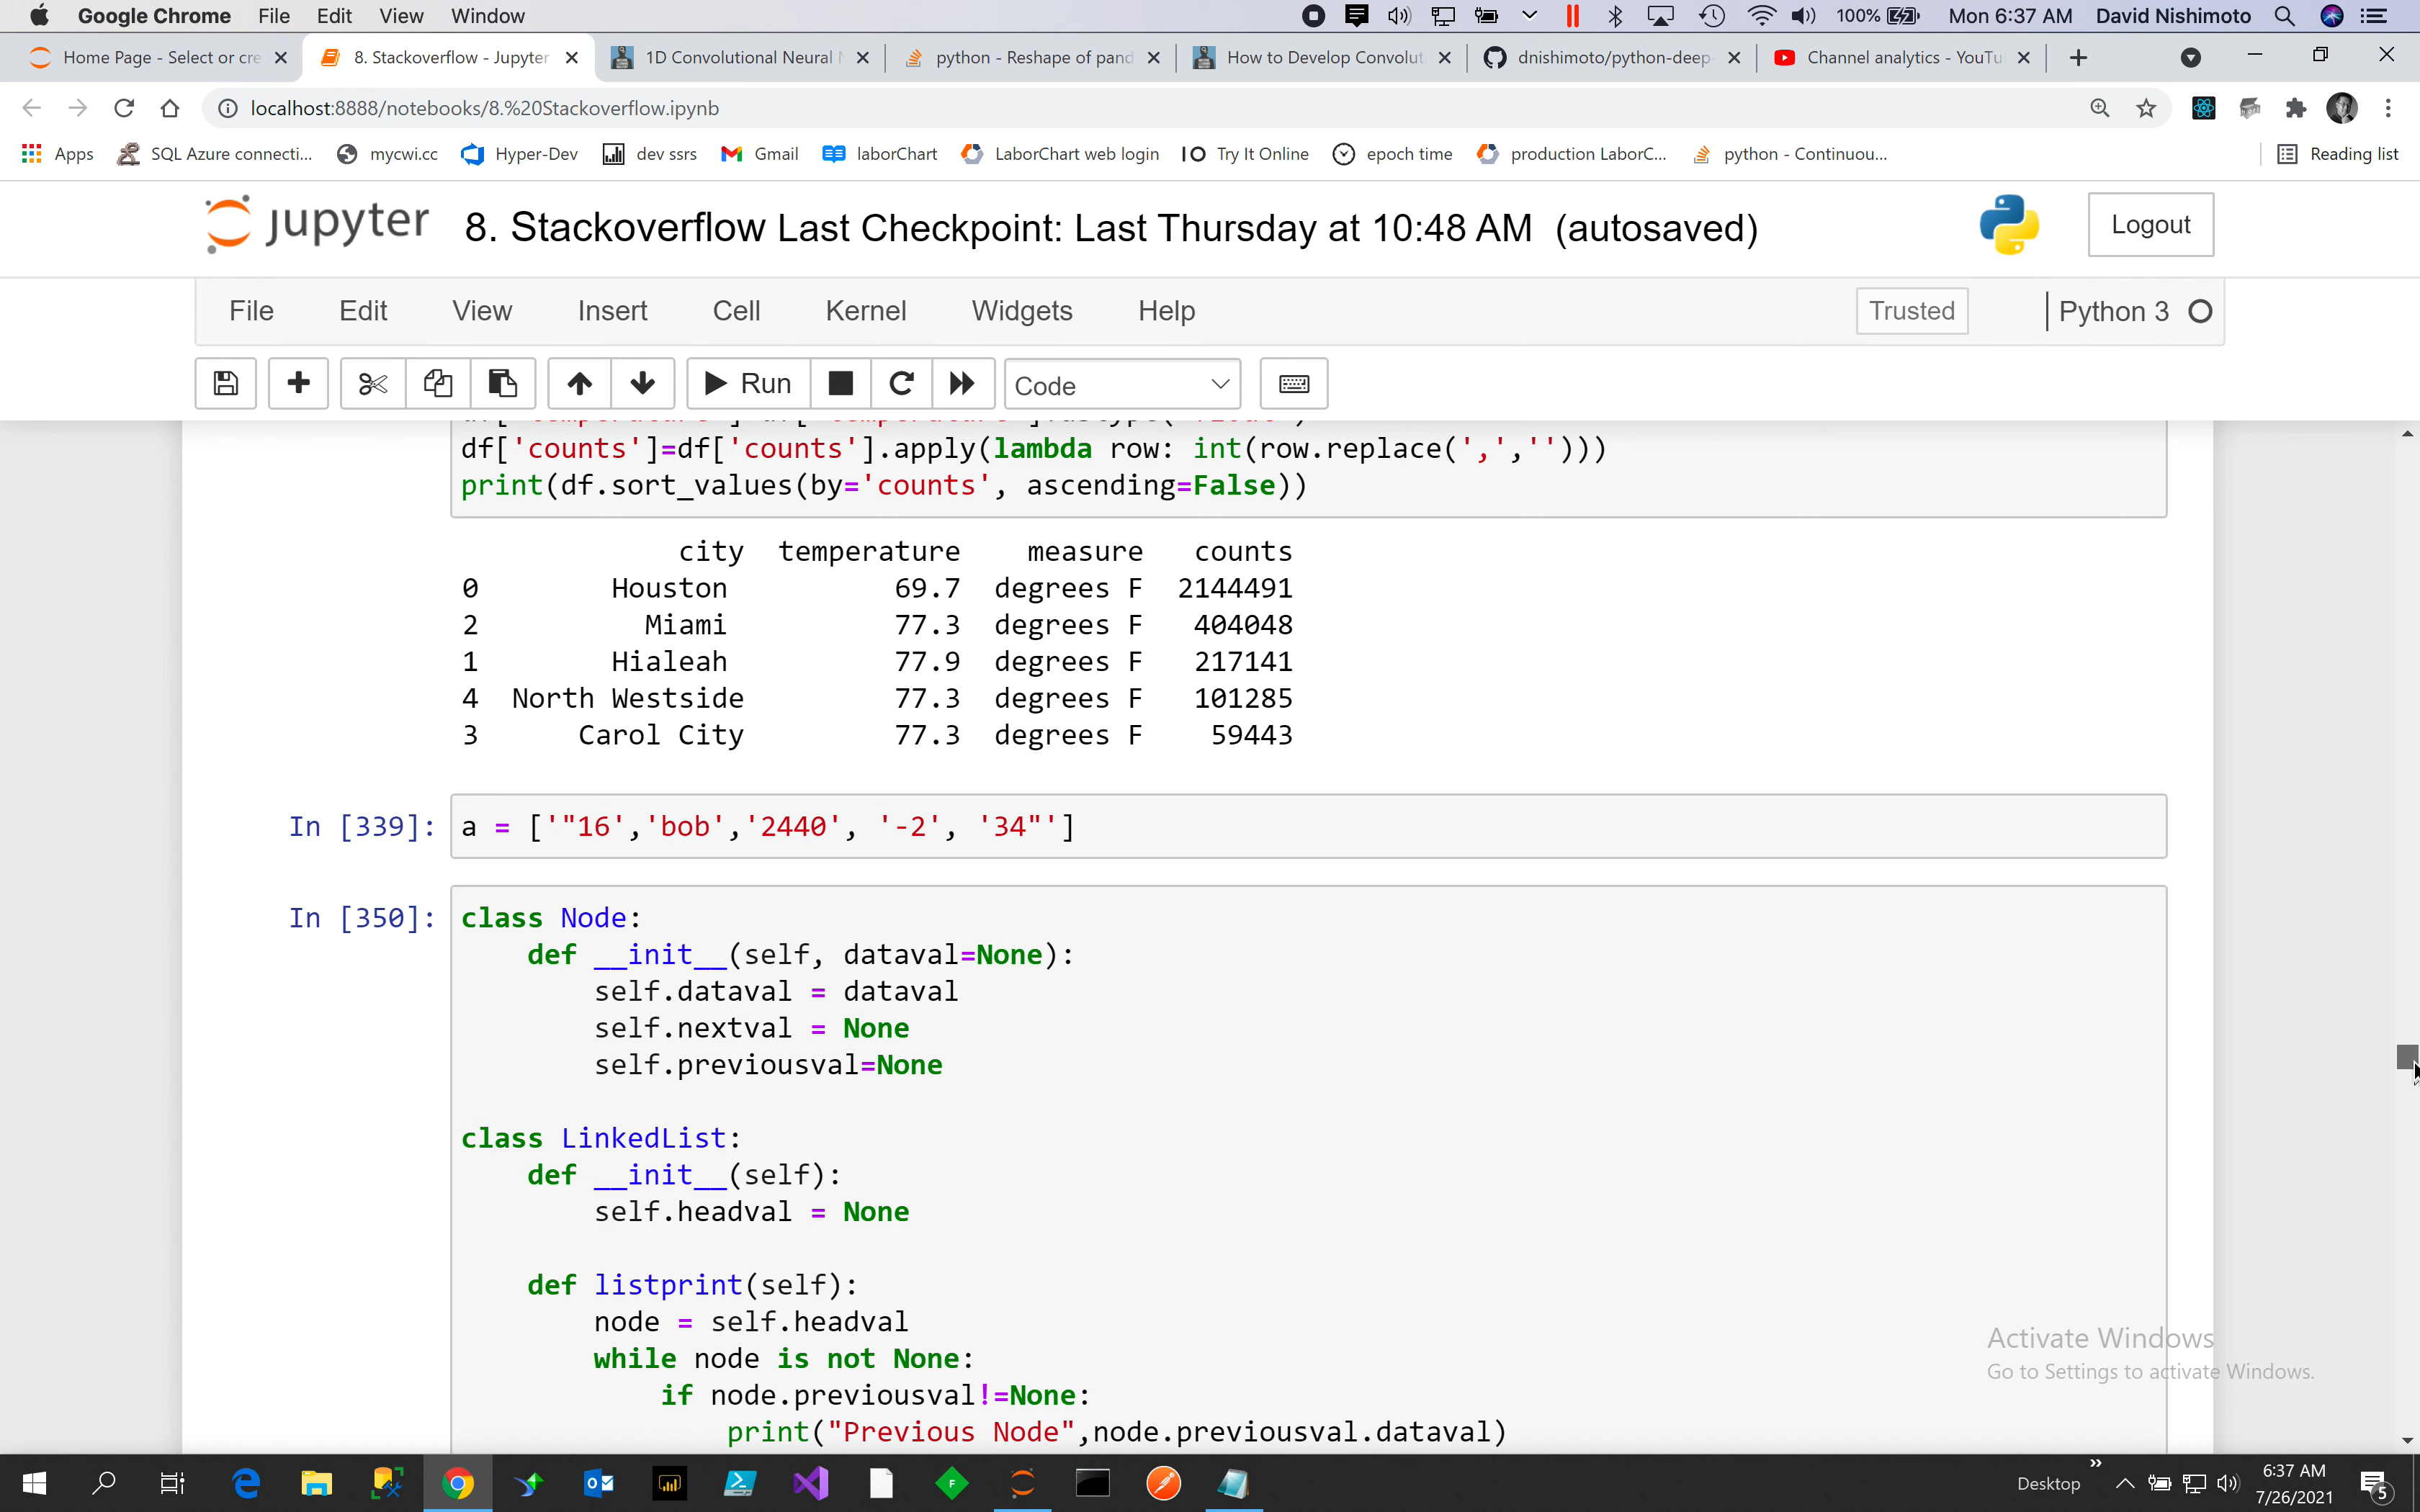 Google Chrome File Edit View Window 100% Mon 6:37 AM David Nishimoto
Home Page - Select or cre 8. Stackoverflow - Jupyter 1D Convolutional Neural N python - Reshape of pand How to Develop Convolut dnishimoto/python-deep- Channel analytics - YouTu
localhost:8888/notebooks/8.%20Stackoverflow.ipynb
Apps SQL Azure connecti... mycwi.cc Hyper-Dev dev ssrs Gmail laborChart LaborChart web login IO Try It Online epoch time production LaborC... python - Continuou... Reading list
jupyter 8. Stackoverflow Last Checkpoint: Last Thursday at 10:48 AM (autosaved) Logout
File Edit View Insert Cell Kernel Widgets Help Trusted Python 3
Run Code
df['counts']=df['counts'].apply(lambda row: int(row.replace(',','')))
print(df.sort_values(by='counts', ascending=False))
city temperature measure counts
0 Houston 69.7 degrees F 2144491
2 Miami 77.3 degrees F 404048
1 Hialeah 77.9 degrees F 217141
4 North Westside 77.3 degrees F 101285
3 Carol City 77.3 degrees F 59443
In [339]: a = ['"16','bob','2440', '-2', '34"']
In [350]: class Node:
def __init__(self, dataval=None):
self.dataval = dataval
self.nextval = None
self.previousval=None
class LinkedList:
def __init__(self):
self.headval = None
def listprint(self):
node = self.headval
while node is not None:
if node.previousval!=None:
print("Previous Node",node.previousval.dataval)
Activate Windows
Go to Settings to activate Windows.
Desktop 6:37 AM
7/26/2021 5